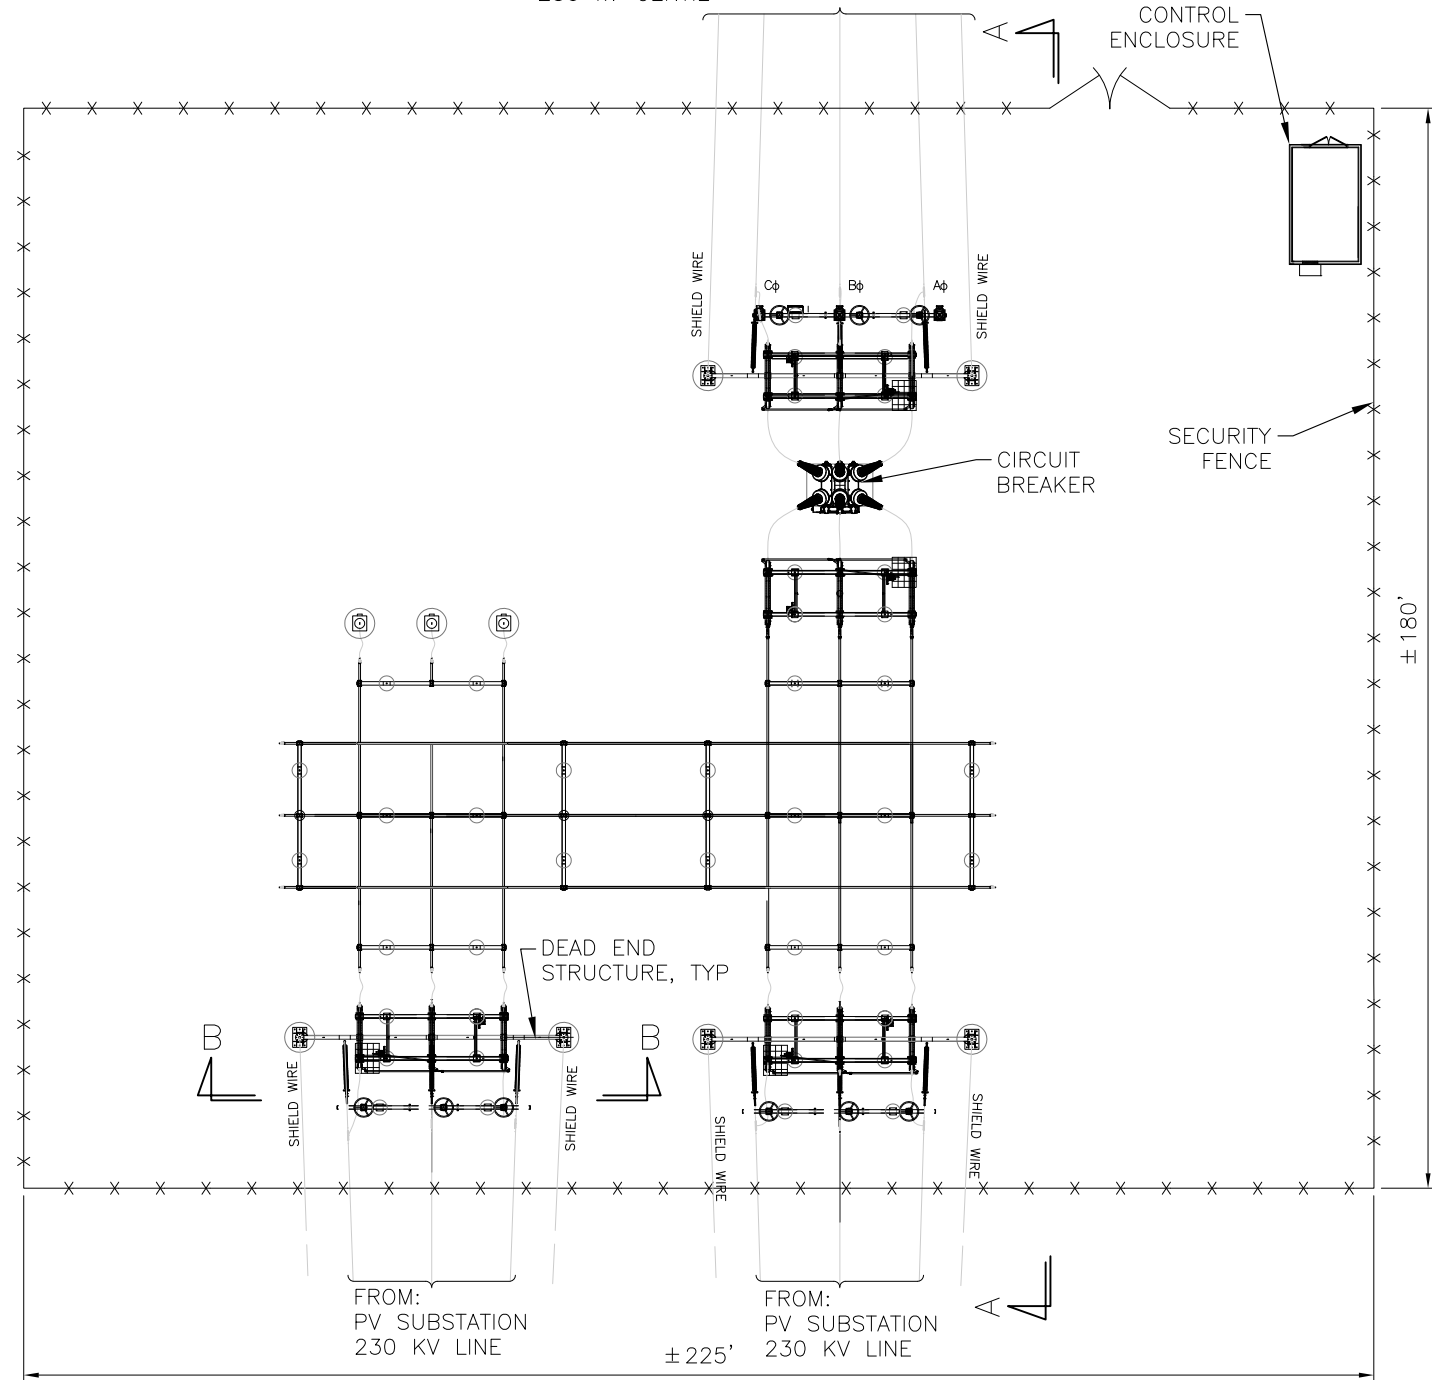 A
CONTROL
ENCLOSURE
SHIELD WIRE
Cϕ
Bϕ
Aϕ
SHIELD WIRE
SECURITY
FENCE
CIRCUIT
BREAKER
±180'
DEAD END
STRUCTURE, TYP
B
B
SHIELD WIRE
SHIELD WIRE
SHIELD WIRE
SHIELD WIRE
FROM:
PV SUBSTATION
230 KV LINE
FROM:
PV SUBSTATION
230 KV LINE
A
±225'